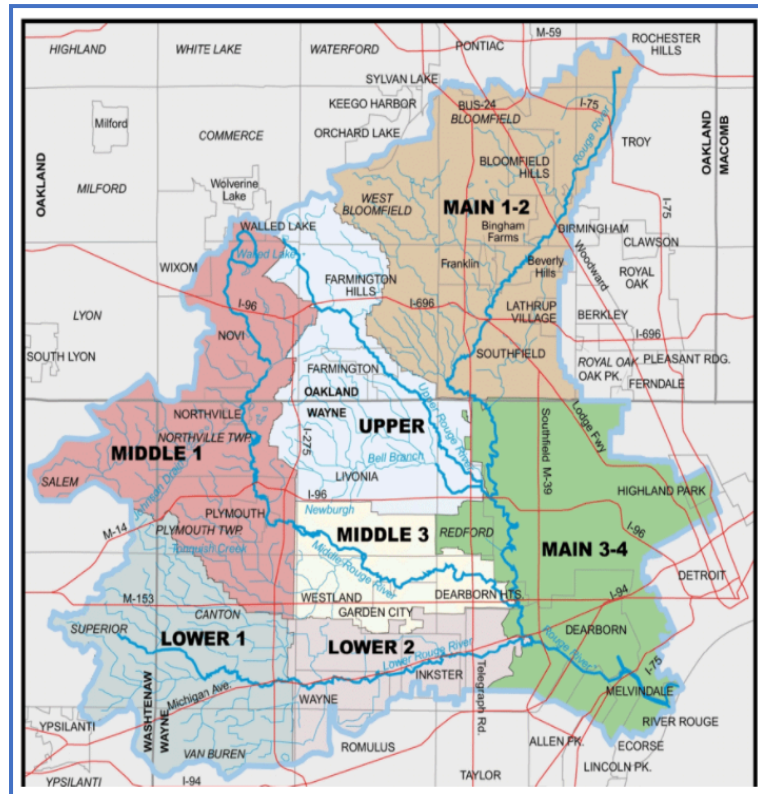 HIGHLAND
WHITE LAKE
WATERFORD
PONTIAC
M-59
ROCHESTER
HILLS
SYLVAN LAKE
KEEGO HARBOR
BUS-24
I-75
BLOOMFIELD
ORCHARD LAKE
Milford
COMMERCE
Rouge River
TROY
OAKLAND
MACOMB
OAKLAND
MILFORD
Wolverine
Lake
BLOOMFIELD
HILLS
WEST
BLOOMFIELD
MAIN 1-2
Bingham
Farms
I-75
WALLED LAKE
Walled Lake
BIRMINGHAM
CLAWSON
WIXOM
Franklin
Beverly
Hills
Woodward
ROYAL
OAK
FARMINGTON
HILLS
I-96
I-696
LATHRUP
VILLAGE
BERKLEY
LYON
NOVI
I-696
SOUTH LYON
SOUTHFIELD
ROYAL OAK
PLEASANT RDG.
OAK PK.
FERNDALE
FARMINGTON
OAKLAND
WAYNE
Upper Rouge River
NORTHVILLE
UPPER
Southfield M-39
Lodge Fwy
NORTHVILLE TWP.
I-275
MIDDLE 1
Bell Branch
LIVONIA
SALEM
Johnson Drain
I-96
HIGHLAND PARK
PLYMOUTH
Newburgh
M-14
PLYMOUTH TWP.
MIDDLE 3
REDFORD
I-96
MAIN 3-4
Tonquish Creek
Middle Rouge River
DETROIT
M-153
WESTLAND
DEARBORN HTS.
I-94
CANTON
GARDEN CITY
SUPERIOR
LOWER 1
LOWER 2
DEARBORN
Lower Rouge River
Rouge River
I-75
INKSTER
Telegraph Rd.
Michigan Ave.
WAYNE
MELVINDALE
WASHTENAW
WAYNE
YPSILANTI
RIVER ROUGE
VAN BUREN
ROMULUS
ALLEN PK.
ECORSE
LINCOLN PK.
YPSILANTI
I-94
TAYLOR